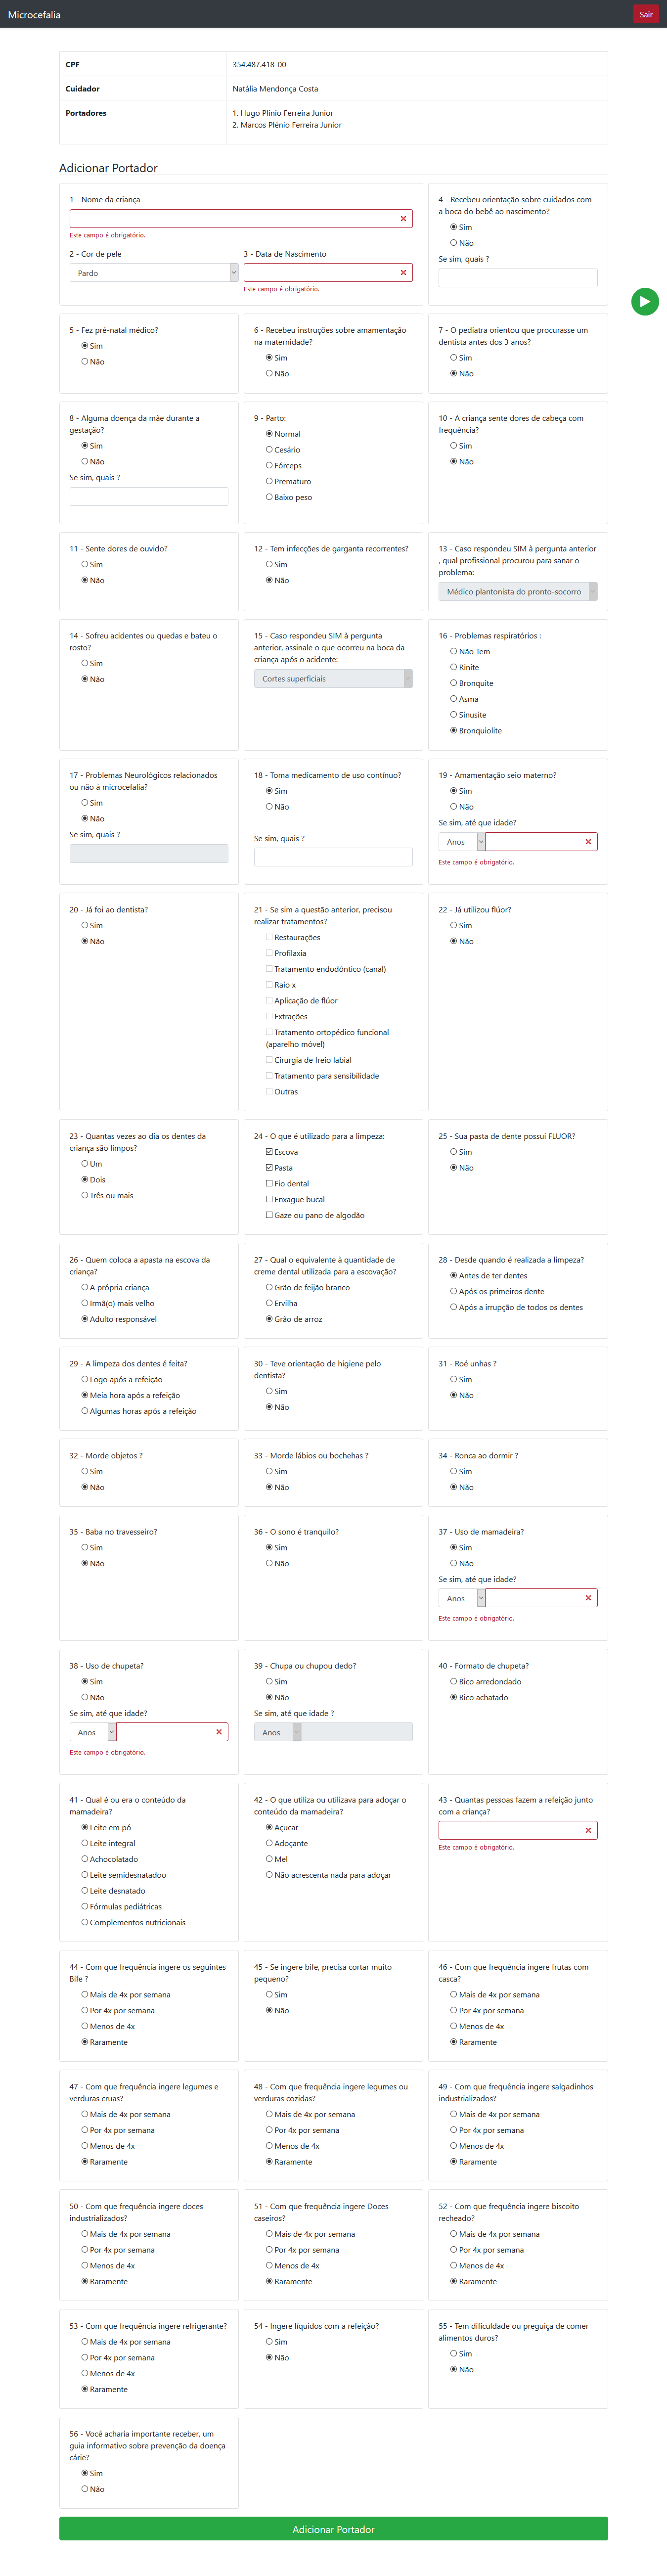 Microcefalia
Sair
CPF
354.487.418-00
Cuidador
Natália Mendonça Costa
Portadores
1. Hugo Plinio Ferreira Junior
2. Marcos Plénio Ferreira Junior
Adicionar Portador
1 - Nome da criança
Este campo é obrigatório.
2 - Cor de pele
Pardo
3 - Data de Nascimento
Este campo é obrigatório.
4 - Recebeu orientação sobre cuidados com
a boca do bebê ao nascimento?
Sim
Não
Se sim, quais ?
5 - Fez pré-natal médico?
Sim
Não
6 - Recebeu instruções sobre amamentação
na maternidade?
Sim
Não
7 - O pediatra orientou que procurasse um
dentista antes dos 3 anos?
Sim
Não
8 - Alguma doença da mãe durante a
gestação?
Sim
Não
Se sim, quais ?
9 - Parto:
Normal
Cesário
Fórceps
Prematuro
Baixo peso
10 - A criança sente dores de cabeça com
frequência?
Sim
Não
11 - Sente dores de ouvido?
Sim
Não
12 - Tem infecções de garganta recorrentes?
Sim
Não
13 - Caso respondeu SIM à pergunta anterior
, qual profissional procurou para sanar o
problema:
Médico plantonista do pronto-socorro
14 - Sofreu acidentes ou quedas e bateu o
rosto?
Sim
Não
15 - Caso respondeu SIM à pergunta
anterior, assinale o que ocorreu na boca da
criança após o acidente:
Cortes superficiais
16 - Problemas respiratórios :
Não Tem
Rinite
Bronquite
Asma
Sinusite
Bronquiolite
17 - Problemas Neurológicos relacionados
ou não à microcefalia?
Sim
Não
Se sim, quais ?
18 - Toma medicamento de uso contínuo?
Sim
Não
Se sim, quais ?
19 - Amamentação seio materno?
Sim
Não
Se sim, até que idade?
Anos
Este campo é obrigatório.
20 - Já foi ao dentista?
Sim
Não
21 - Se sim a questão anterior, precisou
realizar tratamentos?
Restaurações
Profilaxia
Tratamento endodôntico (canal)
Raio x
Aplicação de flúor
Extrações
Tratamento ortopédico funcional
(aparelho móvel)
Cirurgia de freio labial
Tratamento para sensibilidade
Outras
22 - Já utilizou flúor?
Sim
Não
23 - Quantas vezes ao dia os dentes da
criança são limpos?
Um
Dois
Três ou mais
24 - O que é utilizado para a limpeza:
Escova
Pasta
Fio dental
Enxague bucal
Gaze ou pano de algodão
25 - Sua pasta de dente possui FLUOR?
Sim
Não
26 - Quem coloca a apasta na escova da
criança?
A própria criança
Irmã(o) mais velho
Adulto responsável
27 - Qual o equivalente à quantidade de
creme dental utilizada para a escovação?
Grão de feijão branco
Ervilha
Grão de arroz
28 - Desde quando é realizada a limpeza?
Antes de ter dentes
Após os primeiros dente
Após a irrupção de todos os dentes
29 - A limpeza dos dentes é feita?
Logo após a refeição
Meia hora após a refeição
Algumas horas após a refeição
30 - Teve orientação de higiene pelo
dentista?
Sim
Não
31 - Roé unhas ?
Sim
Não
32 - Morde objetos ?
Sim
Não
33 - Morde lábios ou bochehas ?
Sim
Não
34 - Ronca ao dormir ?
Sim
Não
35 - Baba no travesseiro?
Sim
Não
36 - O sono é tranquilo?
Sim
Não
37 - Uso de mamadeira?
Sim
Não
Se sim, até que idade?
Anos
Este campo é obrigatório.
38 - Uso de chupeta?
Sim
Não
Se sim, até que idade?
Anos
Este campo é obrigatório.
39 - Chupa ou chupou dedo?
Sim
Não
Se sim, até que idade ?
Anos
40 - Formato de chupeta?
Bico arredondado
Bico achatado
41 - Qual é ou era o conteúdo da
mamadeira?
Leite em pó
Leite integral
Achocolatado
Leite semidesnatadoo
Leite desnatado
Fórmulas pediátricas
Complementos nutricionais
42 - O que utiliza ou utilizava para adoçar o
conteúdo da mamadeira?
Açucar
Adoçante
Mel
Não acrescenta nada para adoçar
43 - Quantas pessoas fazem a refeição junto
com a criança?
Este campo é obrigatório.
44 - Com que frequência ingere os seguintes
Bife ?
Mais de 4x por semana
Por 4x por semana
Menos de 4x
Raramente
45 - Se ingere bife, precisa cortar muito
pequeno?
Sim
Não
46 - Com que frequência ingere frutas com
casca?
Mais de 4x por semana
Por 4x por semana
Menos de 4x
Raramente
47 - Com que frequência ingere legumes e
verduras cruas?
Mais de 4x por semana
Por 4x por semana
Menos de 4x
Raramente
48 - Com que frequência ingere legumes ou
verduras cozidas?
Mais de 4x por semana
Por 4x por semana
Menos de 4x
Raramente
49 - Com que frequência ingere salgadinhos
industrializados?
Mais de 4x por semana
Por 4x por semana
Menos de 4x
Raramente
50 - Com que frequência ingere doces
industrializados?
Mais de 4x por semana
Por 4x por semana
Menos de 4x
Raramente
51 - Com que frequência ingere Doces
caseiros?
Mais de 4x por semana
Por 4x por semana
Menos de 4x
Raramente
52 - Com que frequência ingere biscoito
recheado?
Mais de 4x por semana
Por 4x por semana
Menos de 4x
Raramente
53 - Com que frequência ingere refrigerante?
Mais de 4x por semana
Por 4x por semana
Menos de 4x
Raramente
54 - Ingere líquidos com a refeição?
Sim
Não
55 - Tem dificuldade ou preguiça de comer
alimentos duros?
Sim
Não
56 - Você acharia importante receber, um
guia informativo sobre prevenção da doença
cárie?
Sim
Não
Adicionar Portador